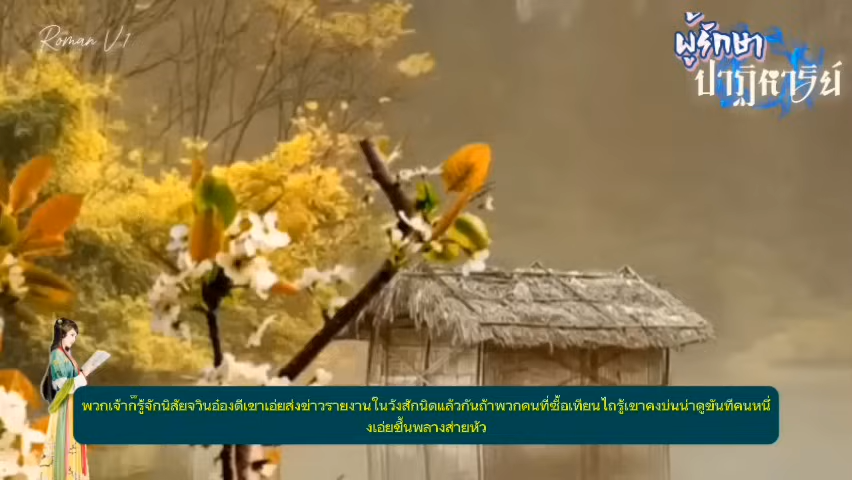 Roman V.1
ผู้รักษา
ปาฏิหาริย์
พวกเจ้าก็รู้จักนิสัยจวินอ๋องดีเขาเอ่ยส่งข่าวรายงานในวังสักนิดแล้วกันถ้าพวกคนที่ชื่อเทียนไถรู้เขาคงบ่นน่าดูขันทีคนหนึ่
งเอ่ยขึ้นพลางส่ายหัว